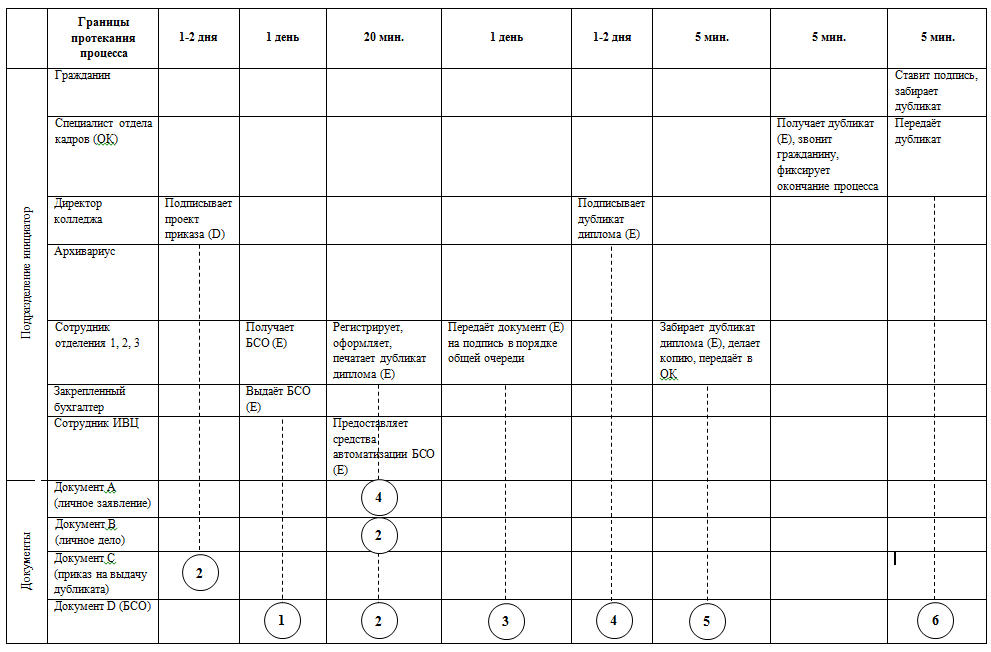 Границы
протекания
процесса
1-2 дня
1 день
20 мин.
1 день
1-2 дня
5 мин.
5 мин.
5 мин.
Подразделение инициатор
Гражданин
Ставит подпись,
забирает
дубликат
Специалист отдела
кадров (ОК)
Получает дубликат
(Е), звонит
гражданину,
фиксирует
окончание процесса
Передаёт
дубликат
Директор
колледжа
Подписывает
проект
приказа (D)
Подписывает
дубликат
диплома (Е)
Архивариус
Сотрудник
отделения 1, 2, 3
Получает
БСО (Е)
Регистрирует,
оформляет,
печатает дубликат
диплома (Е)
Передаёт документ (Е)
на подпись в порядке
общей очереди
Забирает дубликат
диплома (Е), делает
копию, передаёт в
ОК
Закрепленный
бухгалтер
Выдаёт БСО
(Е)
Сотрудник ИВЦ
Предоставляет
средства
автоматизации БСО
(Е)
Документы
Документ А
(личное заявление)
4
Документ В
(личное дело)
2
Документ С
(приказ на выдачу
дубликата)
2
Документ D (БСО)
1
2
3
4
5
6